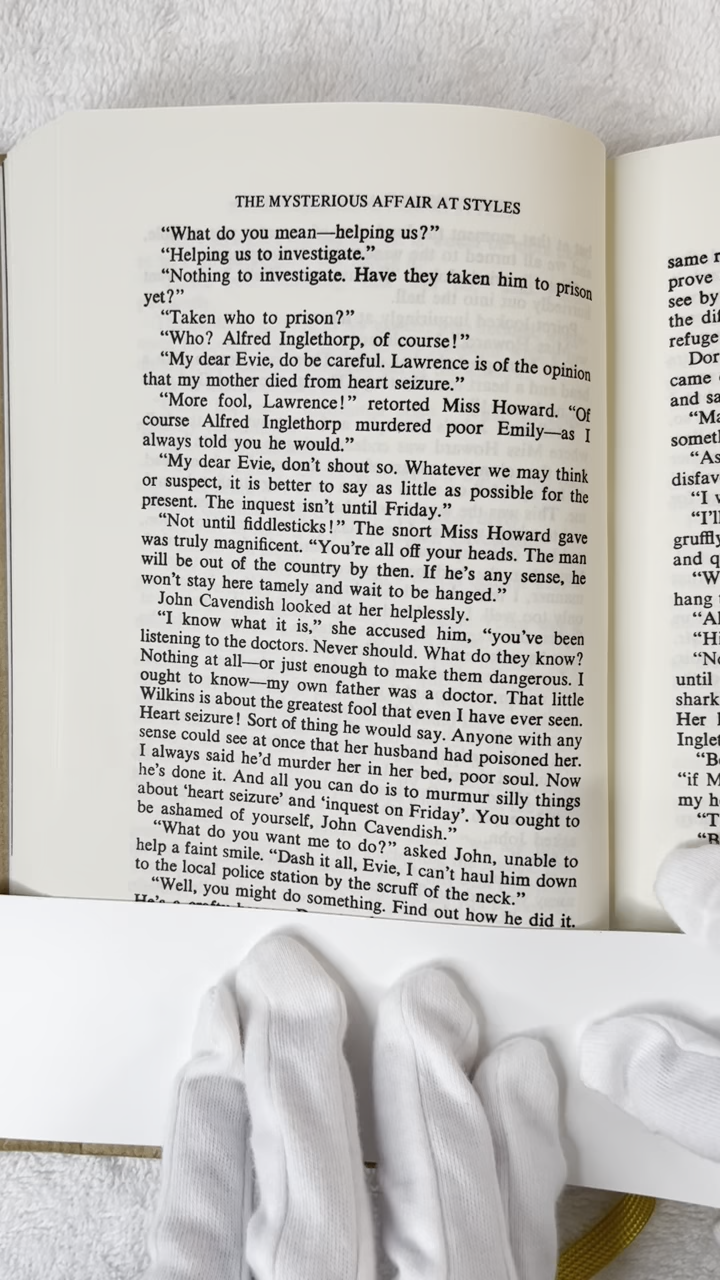 THE MYSTERIOUS AFFAIR AT STYLES
“What do you mean—helping us?”
“Helping us to investigate.”
“Nothing to investigate. Have they taken him to prison
yet?”
“Taken who to prison?”
“Who? Alfred Inglethorp, of course!”
“My dear Evie, do be careful. Lawrence is of the opinion
that my mother died from heart seizure.”
“More fool, Lawrence!” retorted Miss Howard. “Of
course Alfred Inglethorp murdered poor Emily—as I
always told you he would.”
“My dear Evie, don’t shout so. Whatever we may think
or suspect, it is better to say as little as possible for the
present. The inquest isn’t until Friday.”
“Not until fiddlesticks!” The snort Miss Howard gave
was truly magnificent. “You’re all off your heads. The man
will be out of the country by then. If he’s any sense, he
won’t stay here tamely and wait to be hanged.”
John Cavendish looked at her helplessly.
“I know what it is,” she accused him, “you’ve been
listening to the doctors. Never should. What do they know?
Nothing at all—or just enough to make them dangerous. I
ought to know—my own father was a doctor. That little
Wilkins is about the greatest fool that even I have ever seen.
Heart seizure! Sort of thing he would say. Anyone with any
sense could see at once that her husband had poisoned her.
I always said he’d murder her in her bed, poor soul. Now
he’s done it. And all you can do is to murmur silly things
about ‘heart seizure’ and ‘inquest on Friday’. You ought to
be ashamed of yourself, John Cavendish.”
“What do you want me to do?” asked John, unable to
help a faint smile. “Dash it all, Evie, I can’t haul him down
to the local police station by the scruff of the neck.”
“Well, you might do something. Find out how he did it.
He’s a
same
prove
see by
the
refuge
came
and
disfav
“I
“I’ll
gruffly
and
hang
until
shark
Her
Inglet
“if
my